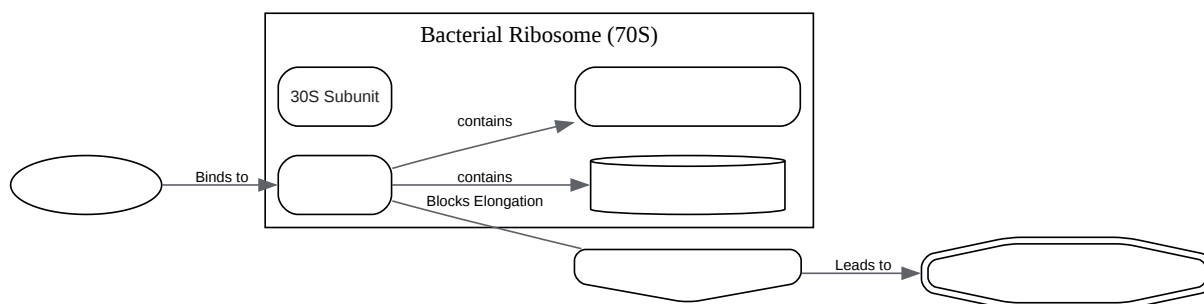 Bacterial Ribosome (70S)
30S Subunit
contains
Binds to
contains
Blocks Elongation
Leads to